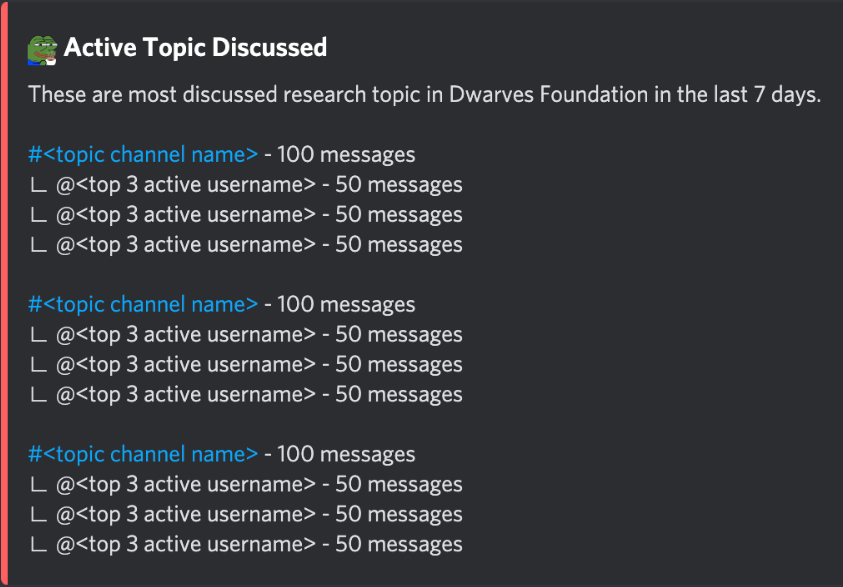 Active Topic Discussed
These are most discussed research topic in Dwarves Foundation in the last 7 days.
#<topic channel name> - 100 messages
∟ @<top 3 active username> - 50 messages
∟ @<top 3 active username> - 50 messages
∟ @<top 3 active username> - 50 messages
#<topic channel name> - 100 messages
∟ @<top 3 active username> - 50 messages
∟ @<top 3 active username> - 50 messages
∟ @<top 3 active username> - 50 messages
#<topic channel name> - 100 messages
∟ @<top 3 active username> - 50 messages
∟ @<top 3 active username> - 50 messages
∟ @<top 3 active username> - 50 messages